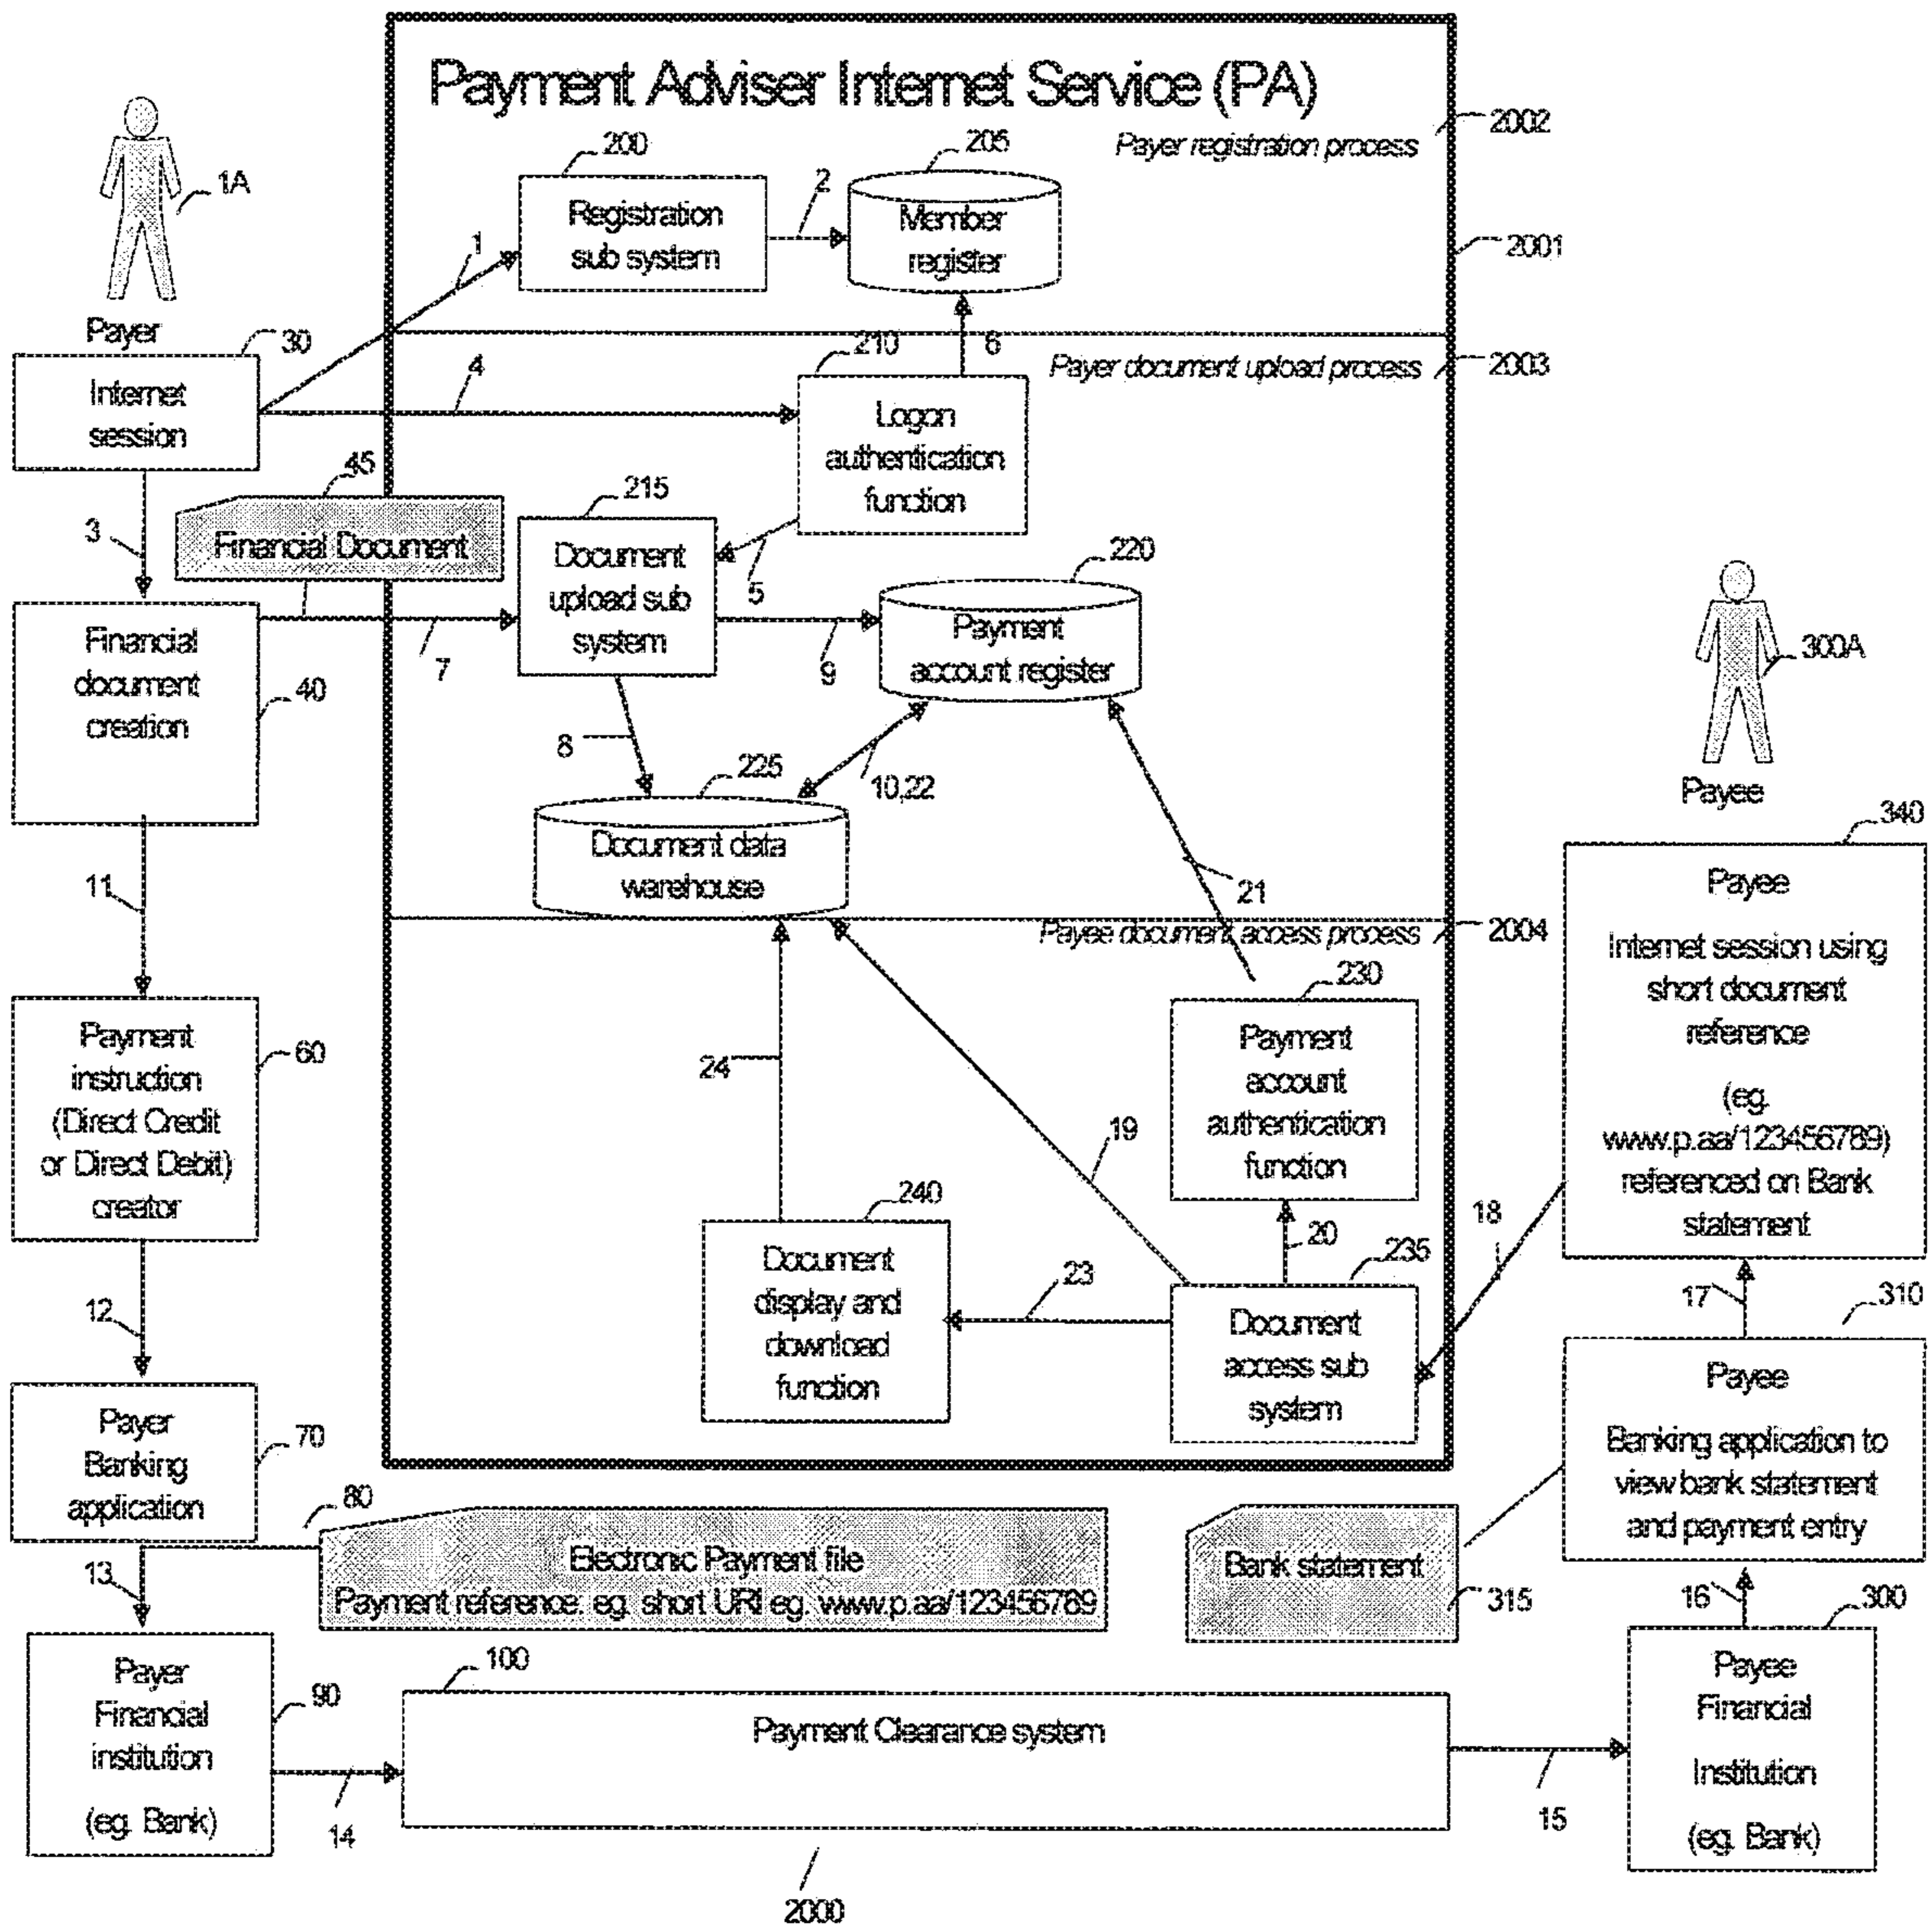 Payment Adviser Internet Service (PA)
2002
Payer registration process
200
205
1A
Registration
sub system
2
Member
register
1
2001
Payer
30
210
6
Payer document upload process
2003
Internet
session
4
Logon
authentication
function
45
Financial Document
3
215
Document
upload sub
system
5
220
Financial
document
creation
40
7
9
Payment
account register
300A
8
225
10,22
Payee
Document data
warehouse
21
340
11
Payee document access process
2004
Payee
Internet session using
short document
reference
(eg.
www.p.aa/123456789)
referenced on Bank
statement
230
Payment
instruction
(Direct Credit
or Direct Debit)
creator
60
24
Payment
account
authentication
function
19
240
20
235
18
12
Document
display and
download
function
23
Document
access sub
system
17
310
Payer
Banking
application
70
Payee
Banking application to
view bank statement
and payment entry
80
Electronic Payment file
Payment reference: eg. short URI eg. www.p.aa/123456789
Bank statement
315
13
16
300
Payer
Financial
institution
(eg. Bank)
90
100
Payment Clearance system
Payee
Financial
Institution
(eg. Bank)
14
15
2000